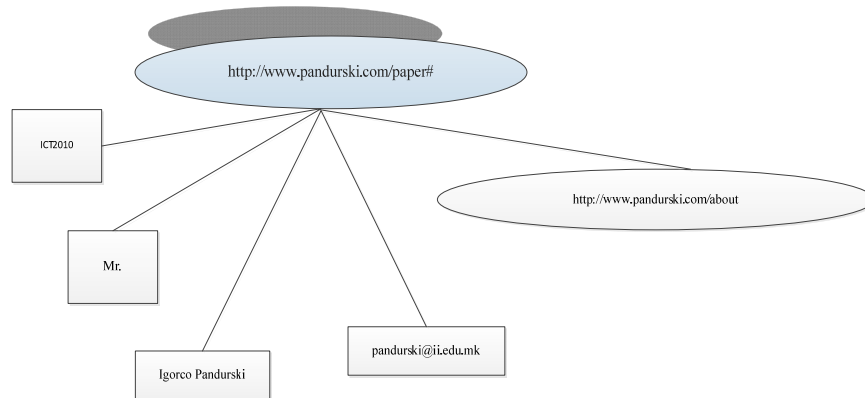 http://www.pandurski.com/paper#
ICT2010
http://www.pandurski.com/about
Mr.
pandurski@ii.edu.mk
Igorco Pandurski